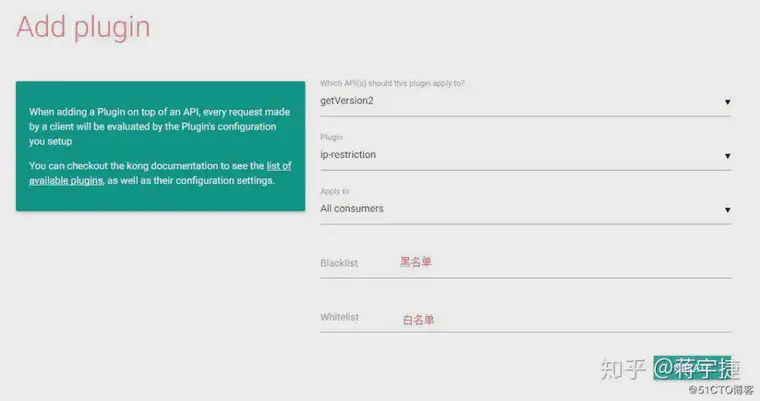 Add plugin
When adding a Plugin on top of an API, every request made
by a client will be evaluated by the Plugin's configuration
you setup
You can checkout the kong documentation to see the list of
available plugins, as well as their configuration settings.
Which API(s) should this plugin apply to?
getVersion2
Plugin
ip-restriction
Apply to
All consumers
Blacklist 黑名单
Whitelist 白名单
知乎 @蒋宇捷
@51CTO博客